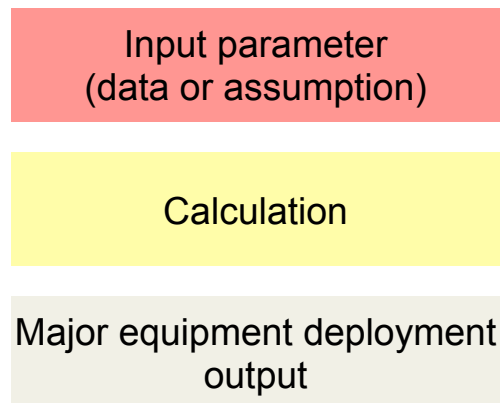 Input parameter
(data or assumption)
Calculation
Major equipment deployment
output